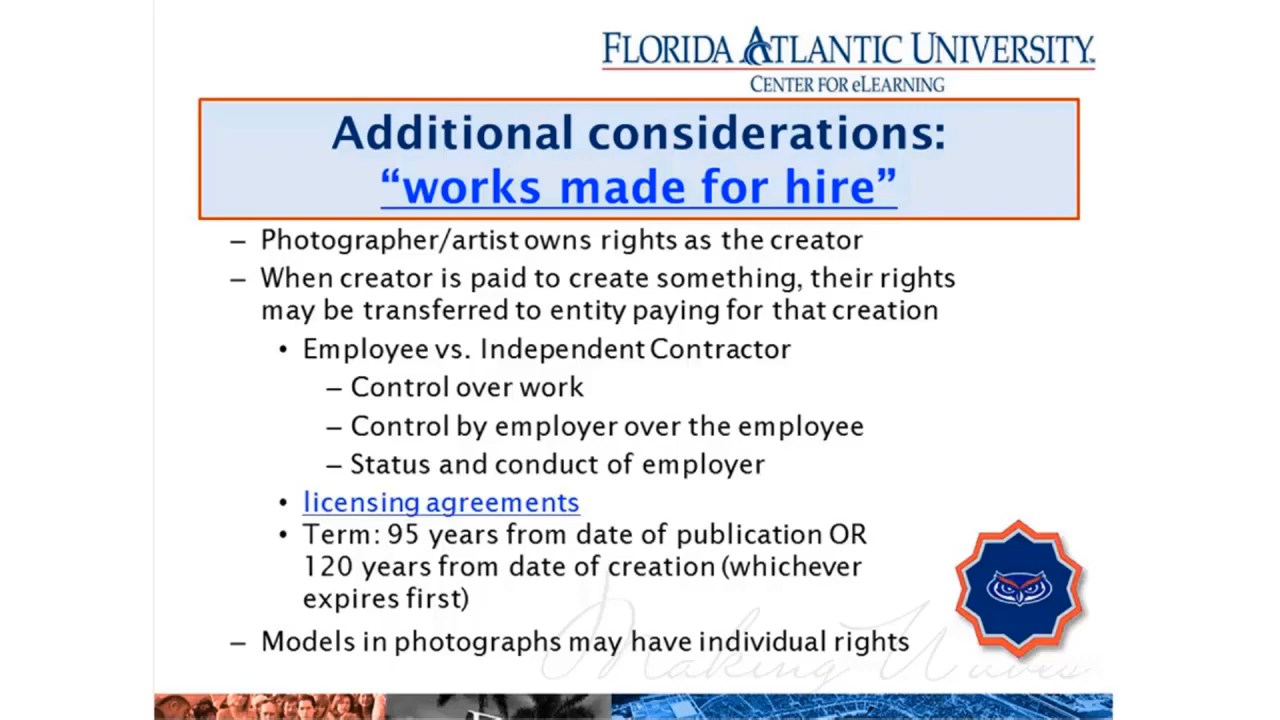 FLORIDA ATLANTIC UNIVERSITY
CENTER FOR eLEARNING
Additional considerations:
“works made for hire”
– Photographer/artist owns rights as the creator
– When creator is paid to create something, their rights
may be transferred to entity paying for that creation
• Employee vs. Independent Contractor
– Control over work
– Control by employer over the employee
– Status and conduct of employer
• licensing agreements
• Term: 95 years from date of publication OR
120 years from date of creation (whichever
expires first)
– Models in photographs may have individual rights
Making Waves